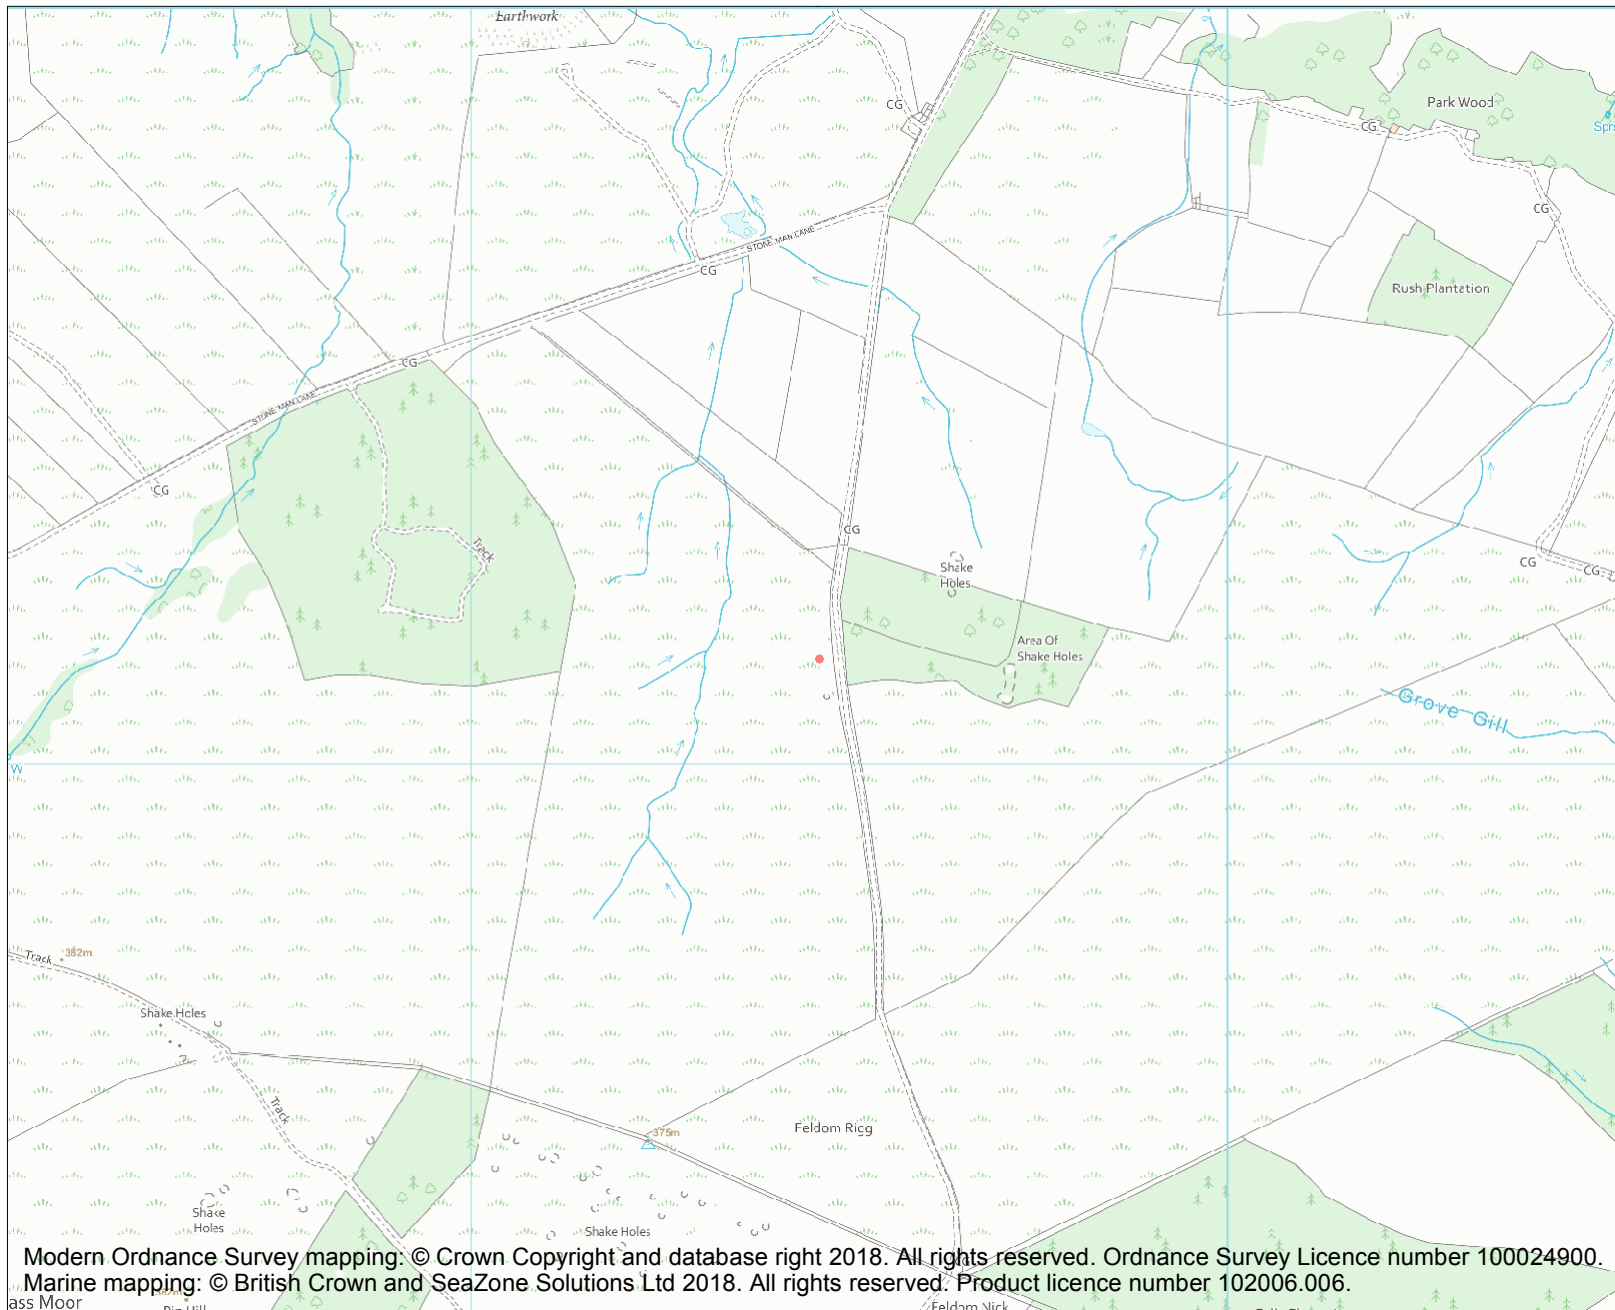 Earthwork
CG
Park Wood
CG
CG
STONE MAN LANE
CG
Rush Plantation
CG
STONE MAN LANE
CG
CG
Track
CG
CG
Shake
Holes
Area Of
Shake Holes
Grove Gill
W
Track
382m
Shake Holes
Track
375m
Feldom Rigg
Shake
Holes
Shake Holes
Modern Ordnance Survey mapping: © Crown Copyright and database right 2018. All rights reserved. Ordnance Survey Licence number 100024900.
Marine mapping: © British Crown and SeaZone Solutions Ltd 2018. All rights reserved. Product licence number 102006.006.
ass Moor
Feldom Nick